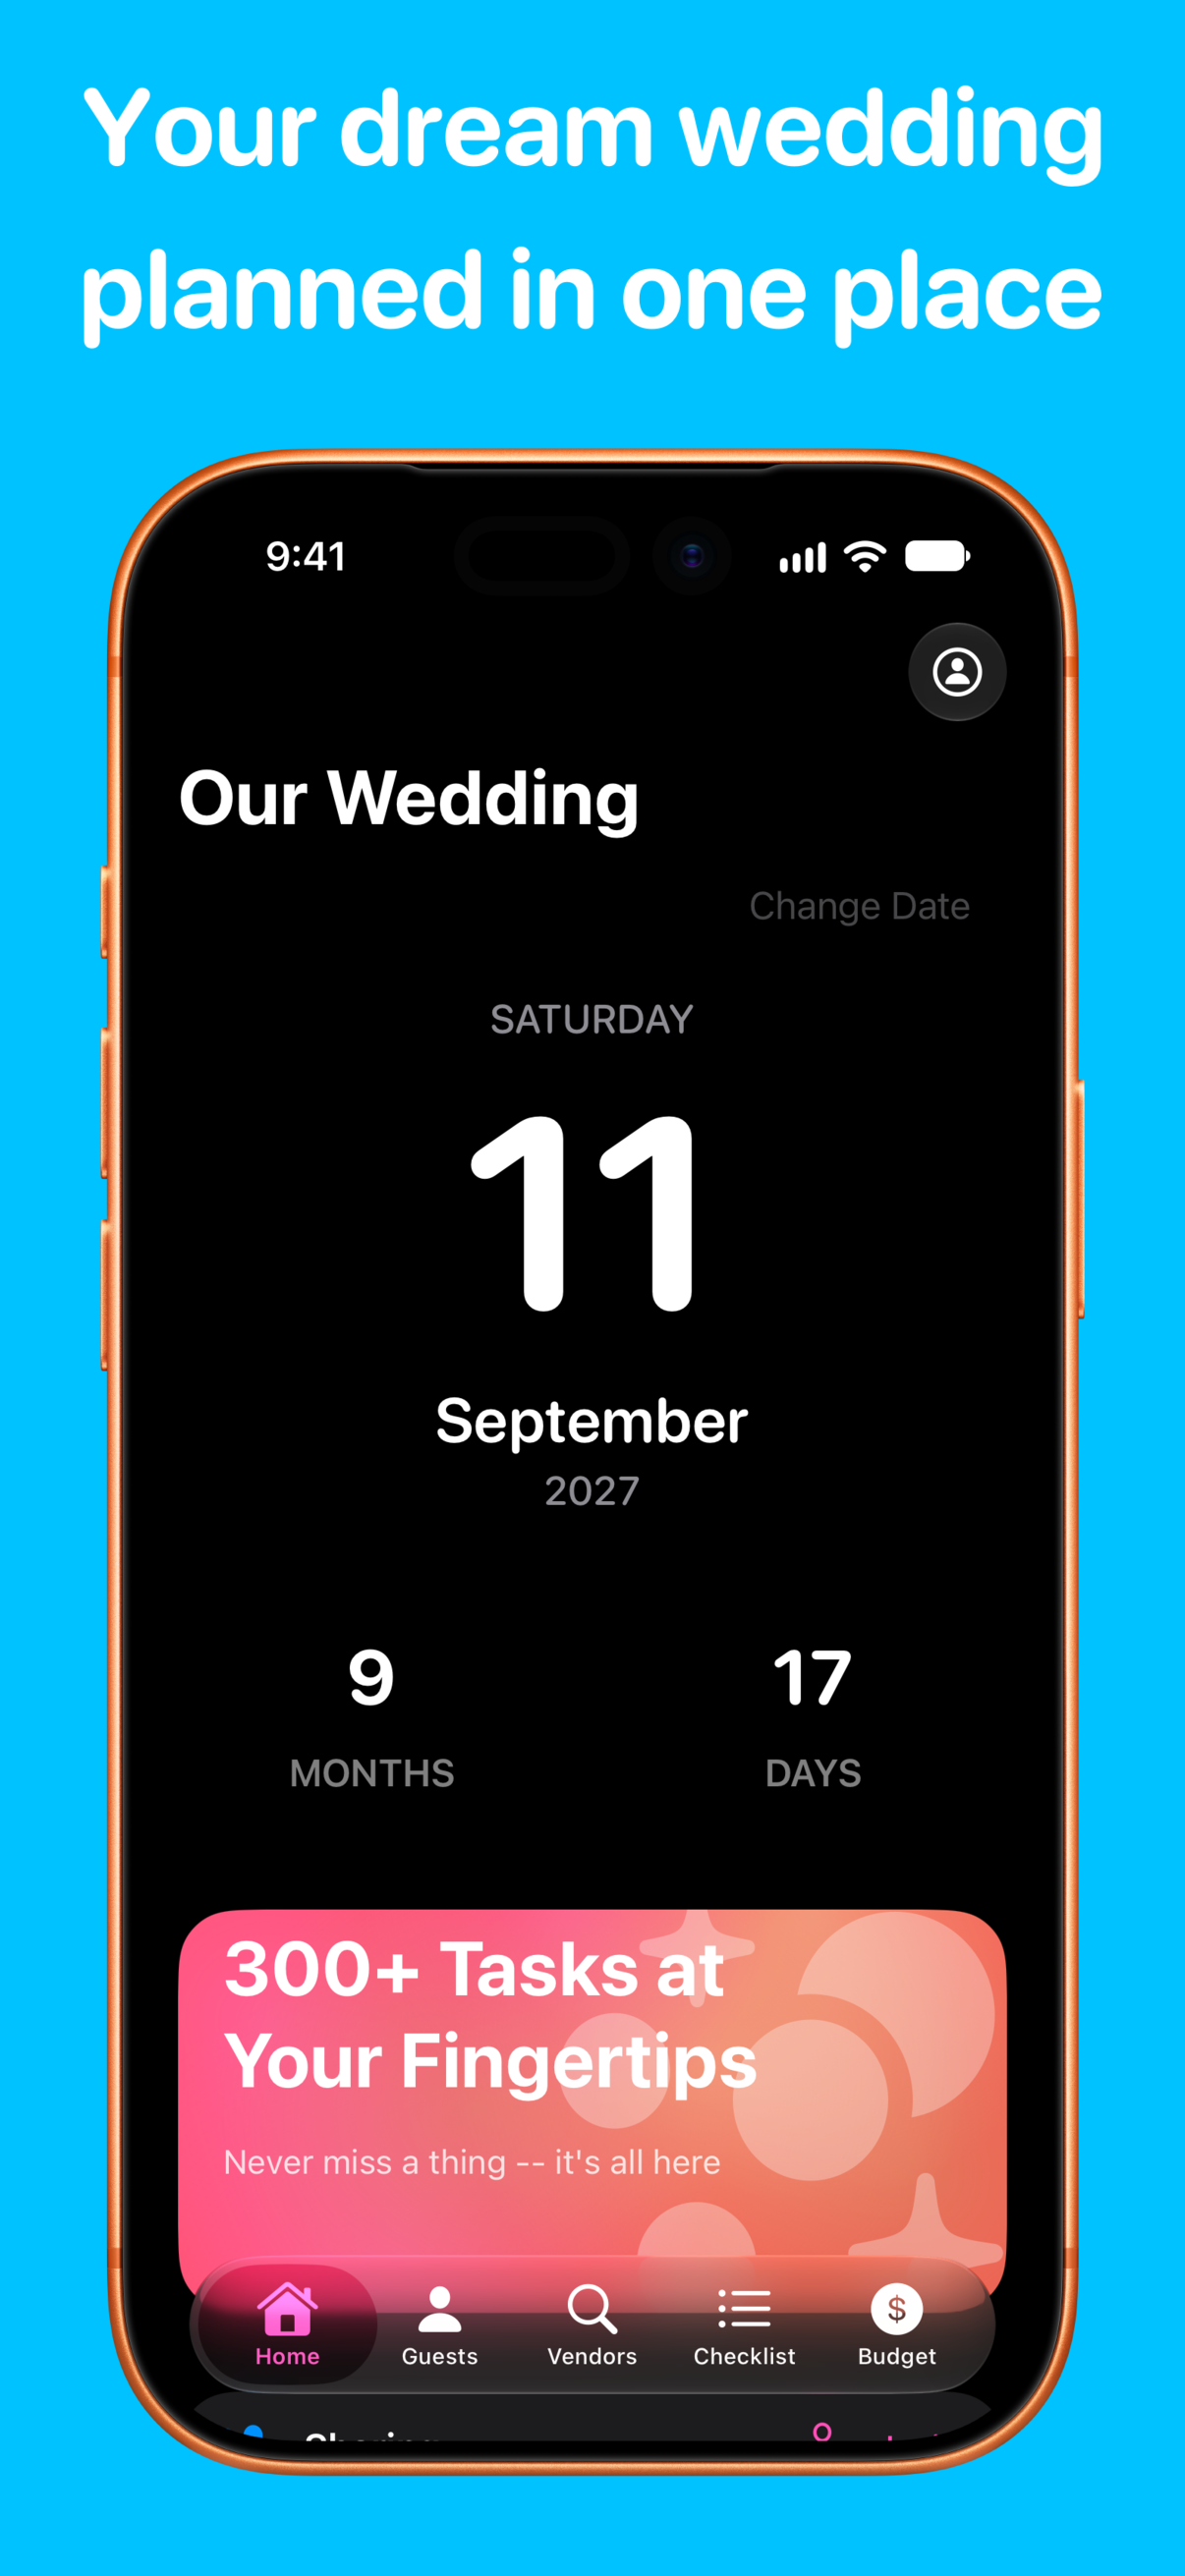 Your dream wedding
planned in one place
9:41
Our Wedding
Change Date
SATURDAY
11
September
2027
9 17
MONTHS DAYS
300+ Tasks at
Your Fingertips
Never miss a thing -- it's all here
$
Home Guests Vendors Checklist Budget